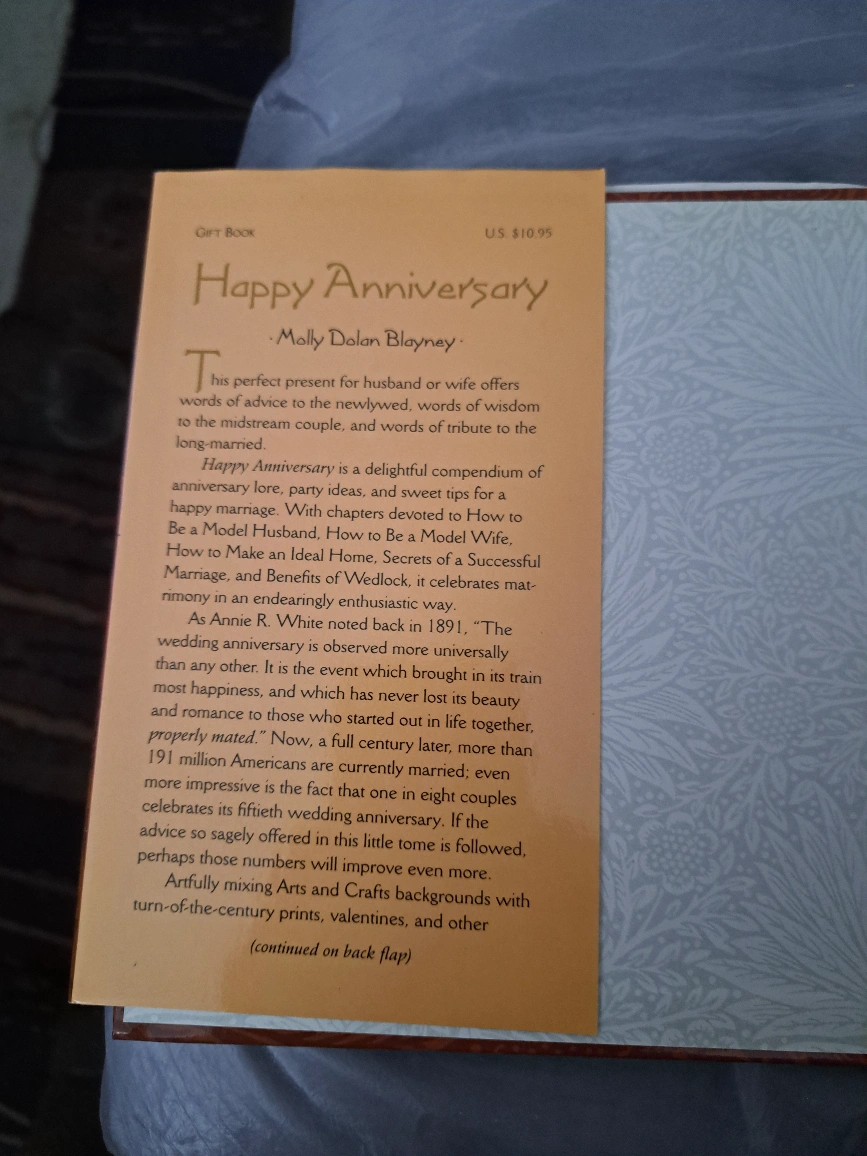 GIFT BOOK U.S. $10.95
Happy Anniversary
· Molly Dolan Blayney ·
This perfect present for husband or wife offers
words of advice to the newlywed, words of wisdom
to the midstream couple, and words of tribute to the
long-married.
Happy Anniversary is a delightful compendium of
anniversary lore, party ideas, and sweet tips for a
happy marriage. With chapters devoted to How to
Be a Model Husband, How to Be a Model Wife,
How to Make an Ideal Home, Secrets of a Successful
Marriage, and Benefits of Wedlock, it celebrates mat-
rimony in an endearingly enthusiastic way.
As Annie R. White noted back in 1891, “The
wedding anniversary is observed more universally
than any other. It is the event which brought in its train
most happiness, and which has never lost its beauty
and romance to those who started out in life together,
properly mated.” Now, a full century later, more than
191 million Americans are currently married; even
more impressive is the fact that one in eight couples
celebrates its fiftieth wedding anniversary. If the
advice so sagely offered in this little tome is followed,
perhaps those numbers will improve even more.
Artfully mixing Arts and Crafts backgrounds with
turn-of-the-century prints, valentines, and other
(continued on back flap)